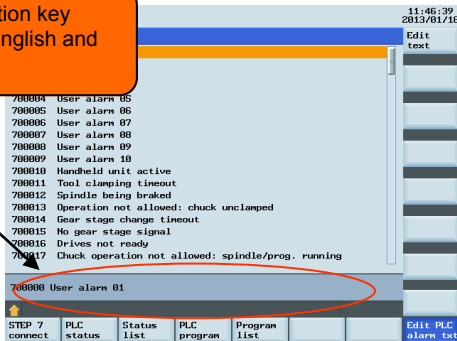 tion key
nglish and
11:46:39
2013/01/18
Edit
text
700004 User alarm 05
700005 User alarm 06
700006 User alarm 07
700007 User alarm 08
700008 User alarm 09
700009 User alarm 10
700010 Handheld unit active
700011 Tool clamping timeout
700012 Spindle being braked
700013 Operation not allowed: chuck unclamped
700014 Gear stage change timeout
700015 No gear stage signal
700016 Drives not ready
700017 Chuck operation not allowed: spindle/prog. running
700000 User alarm 01
STEP 7 connect PLC status Status list PLC program Program list Edit PLC alarm txt